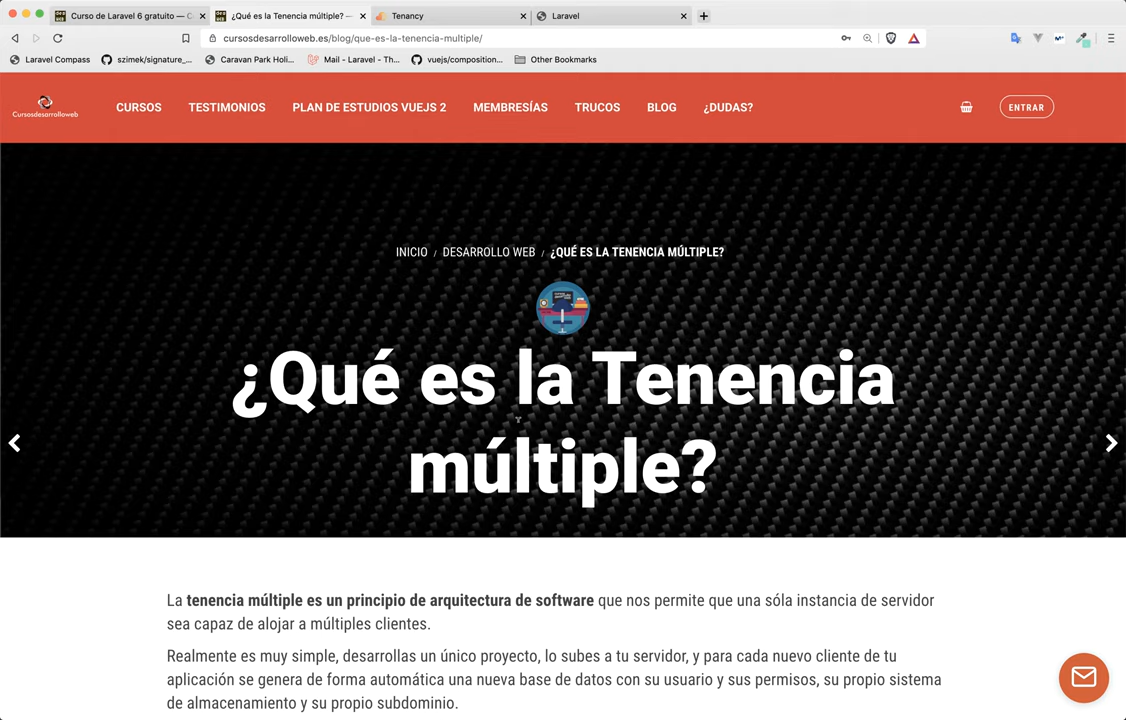 Curso de Laravel 6 gratuito — C
¿Qué es la Tenencia múltiple? —
Tenancy
Laravel
cursosdesarrolloweb.es/blog/que-es-la-tenencia-multiple/
Laravel Compass
szimek/signature_...
Caravan Park Holi...
Mail - Laravel - Th...
vuejs/composition...
Other Bookmarks
Cursosdesarrolloweb
CURSOS
TESTIMONIOS
PLAN DE ESTUDIOS VUEJS 2
MEMBRESÍAS
TRUCOS
BLOG
¿DUDAS?
ENTRAR
INICIO / DESARROLLO WEB / ¿QUÉ ES LA TENENCIA MÚLTIPLE?
¿Qué es la Tenencia
múltiple?
La tenencia múltiple es un principio de arquitectura de software que nos permite que una sóla instancia de servidor
sea capaz de alojar a múltiples clientes.
Realmente es muy simple, desarrollas un único proyecto, lo subes a tu servidor, y para cada nuevo cliente de tu
aplicación se genera de forma automática una nueva base de datos con su usuario y sus permisos, su propio sistema
de almacenamiento y su propio subdominio.